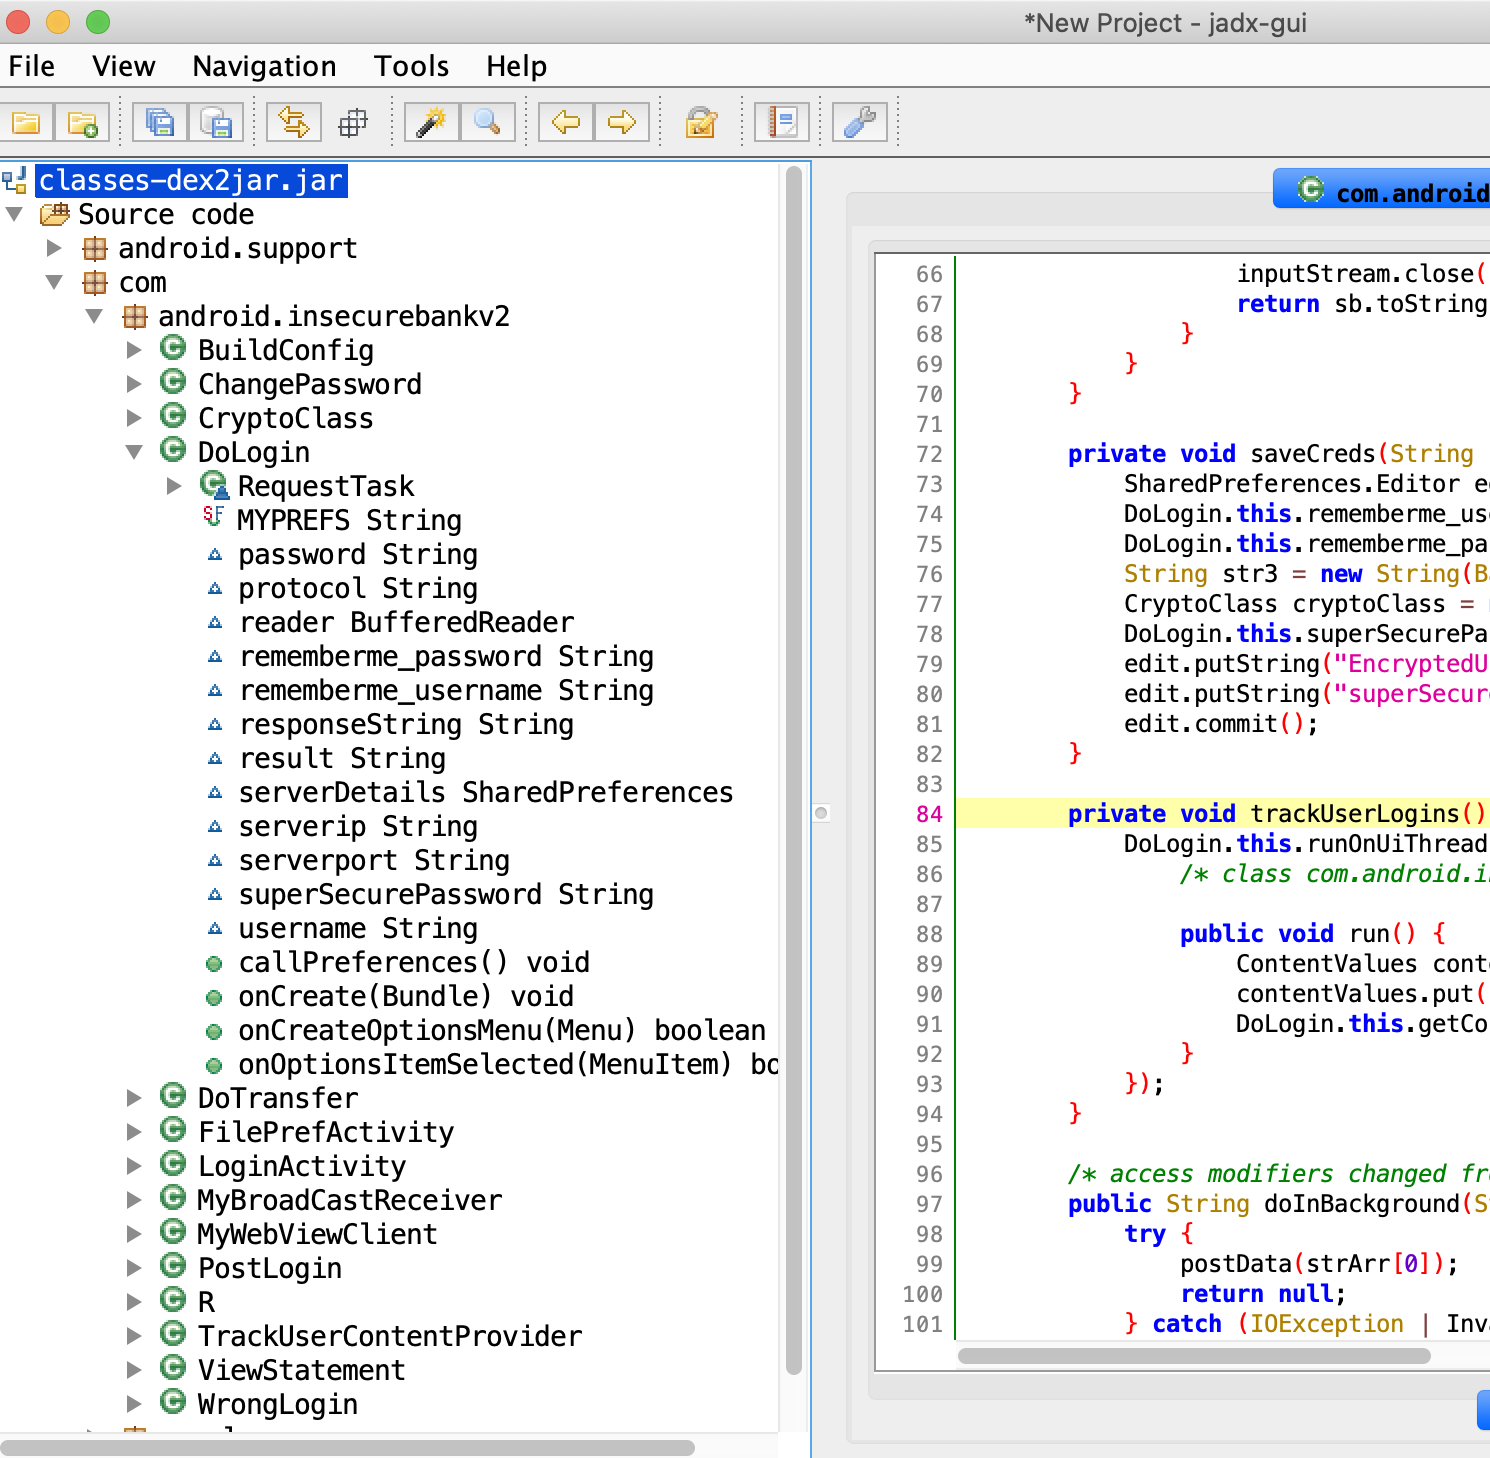 *New Project - jadx-gui
File View Navigation Tools Help
classes-dex2jar.jar
Source code
android.support
com
android.insecurebankv2
BuildConfig
ChangePassword
CryptoClass
DoLogin
RequestTask
MYPREFS String
password String
protocol String
reader BufferedReader
rememberme_password String
rememberme_username String
responseString String
result String
serverDetails SharedPreferences
serverip String
serverport String
superSecurePassword String
username String
callPreferences() void
onCreate(Bundle) void
onCreateOptionsMenu(Menu) boolean
onOptionsItemSelected(MenuItem) bo
DoTransfer
FilePrefActivity
LoginActivity
MyBroadCastReceiver
MyWebViewClient
PostLogin
R
TrackUserContentProvider
ViewStatement
WrongLogin
com.android
66 inputStream.close(
67 return sb.toString
68 }
69 }
70 }
71
72 private void saveCreds(String
73 SharedPreferences.Editor e
74 DoLogin.this.rememberme_us
75 DoLogin.this.rememberme_pa
76 String str3 = new String(B
77 CryptoClass cryptoClass =
78 DoLogin.this.superSecurePa
79 edit.putString("EncryptedU
80 edit.putString("superSecur
81 edit.commit();
82 }
83
84 private void trackUserLogins()
85 DoLogin.this.runOnUiThread
86 /* class com.android.i
87
88 public void run() {
89 ContentValues cont
90 contentValues.put(
91 DoLogin.this.getCo
92 }
93 });
94 }
95
96 /* access modifiers changed fr
97 public String doInBackground(S
98 try {
99 postData(strArr[0]);
100 return null;
101 } catch (IOException | Inv